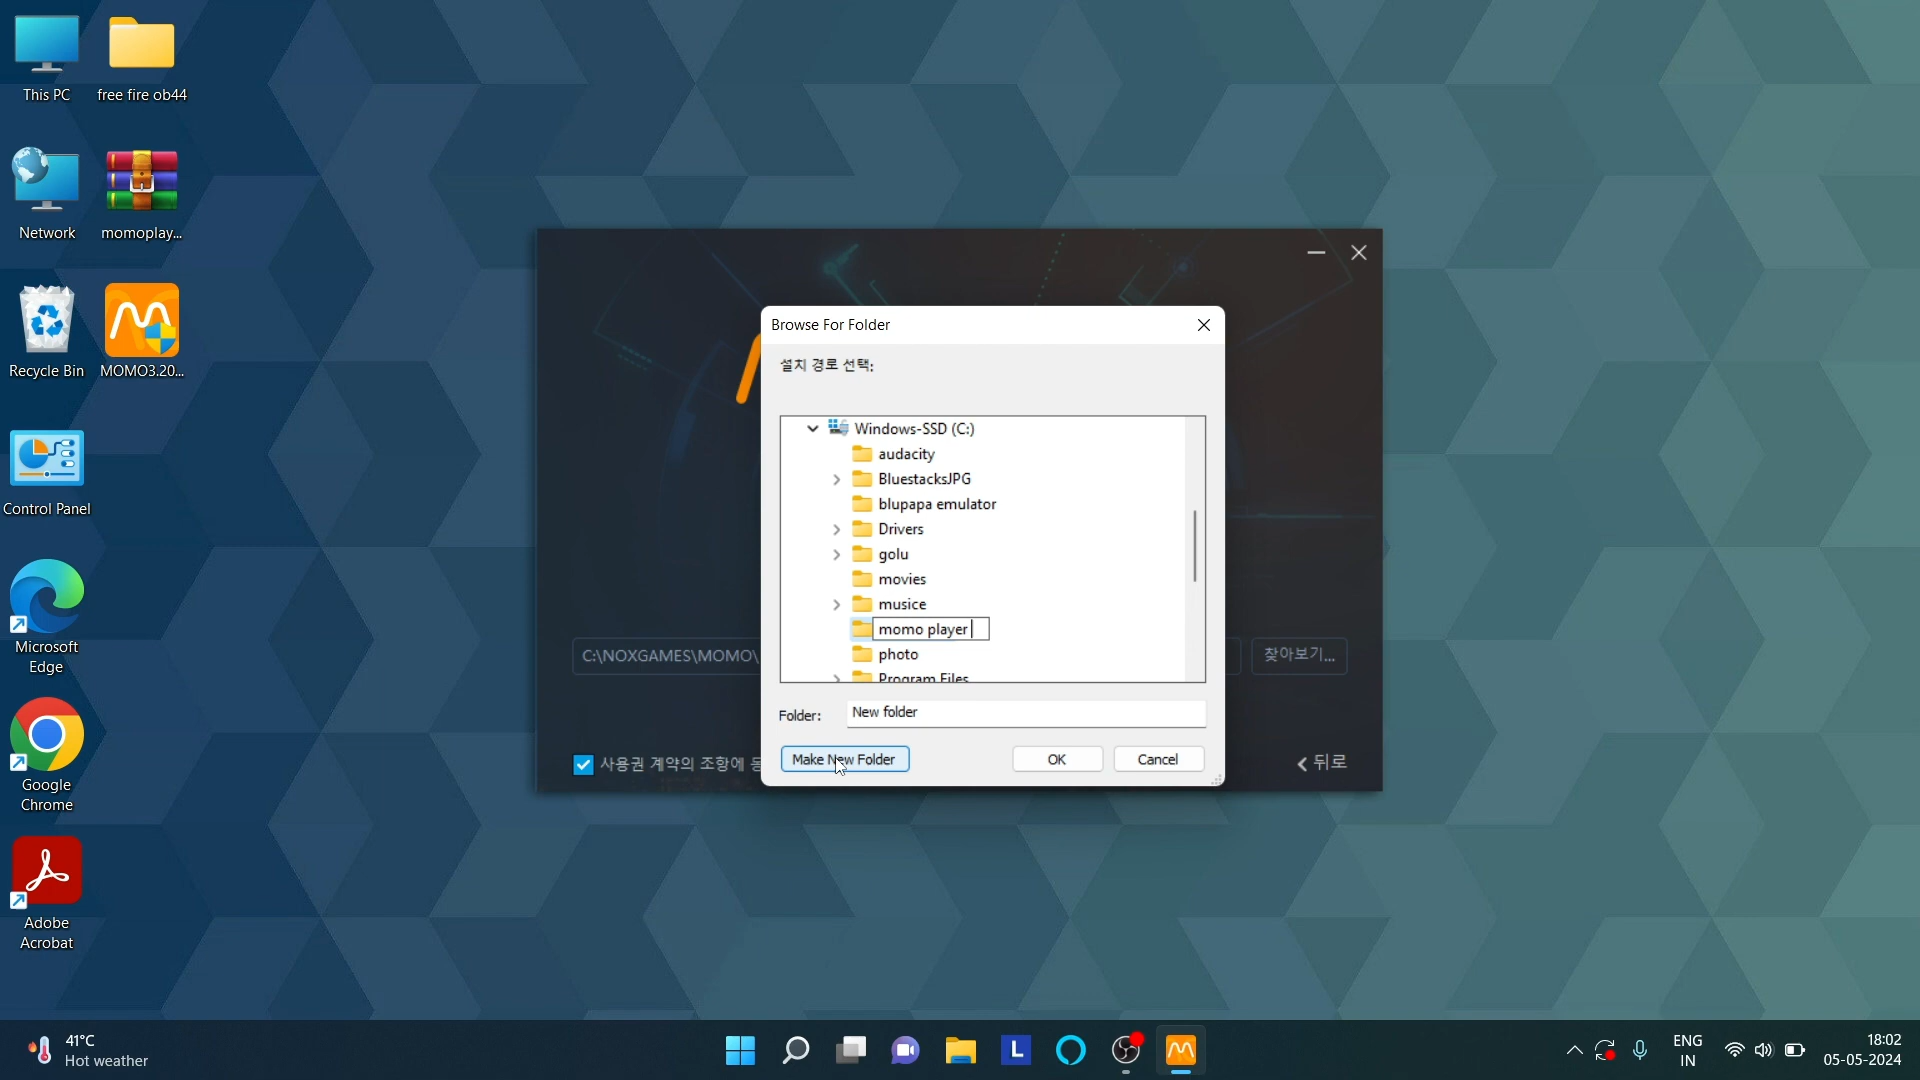 This PC
free fire ob44
Network
momoplay...
Recycle Bin
MOMO3.20...
Control Panel
Microsoft
Edge
Google
Chrome
Adobe
Acrobat
Browse For Folder
설치 경로 선택:
Windows-SSD (C:)
audacity
BluestacksJPG
blupapa emulator
Drivers
golu
movies
musice
momo player
photo
Program Files
C:\NOXGAMES\MOMO\
찾아보기...
Folder:
New folder
Make New Folder
OK
Cancel
사용권 계약의 조항에
뒤로
41°C
Hot weather
L
ENG
IN
18:02
05-05-2024